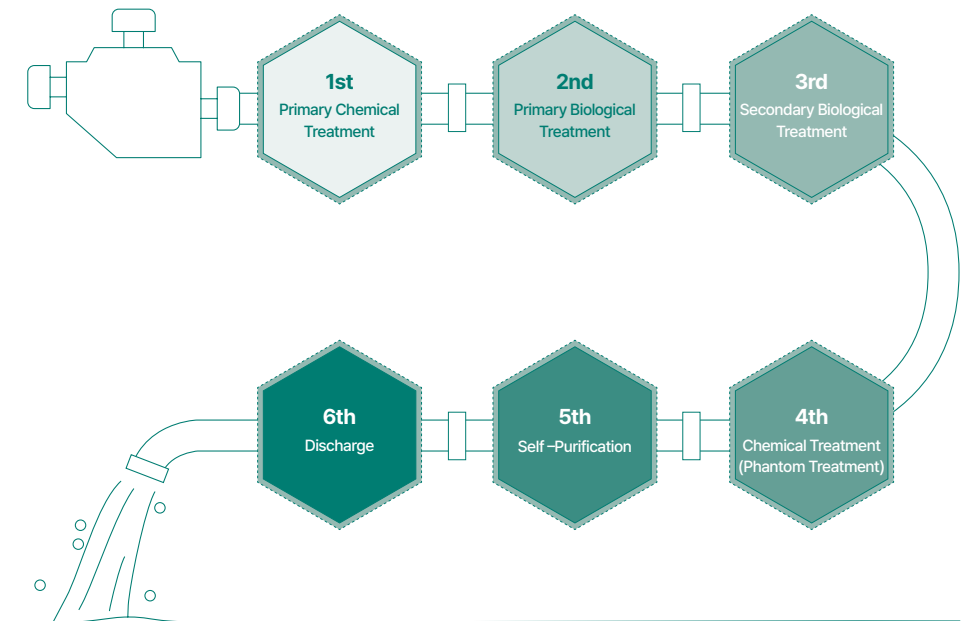 1st
Primary Chemical
Treatment
2nd
Primary Biological
Treatment
3rd
Secondary Biological
Treatment
4th
Chemical Treatment
(Phantom Treatment)
5th
Self –Purification
6th
Discharge